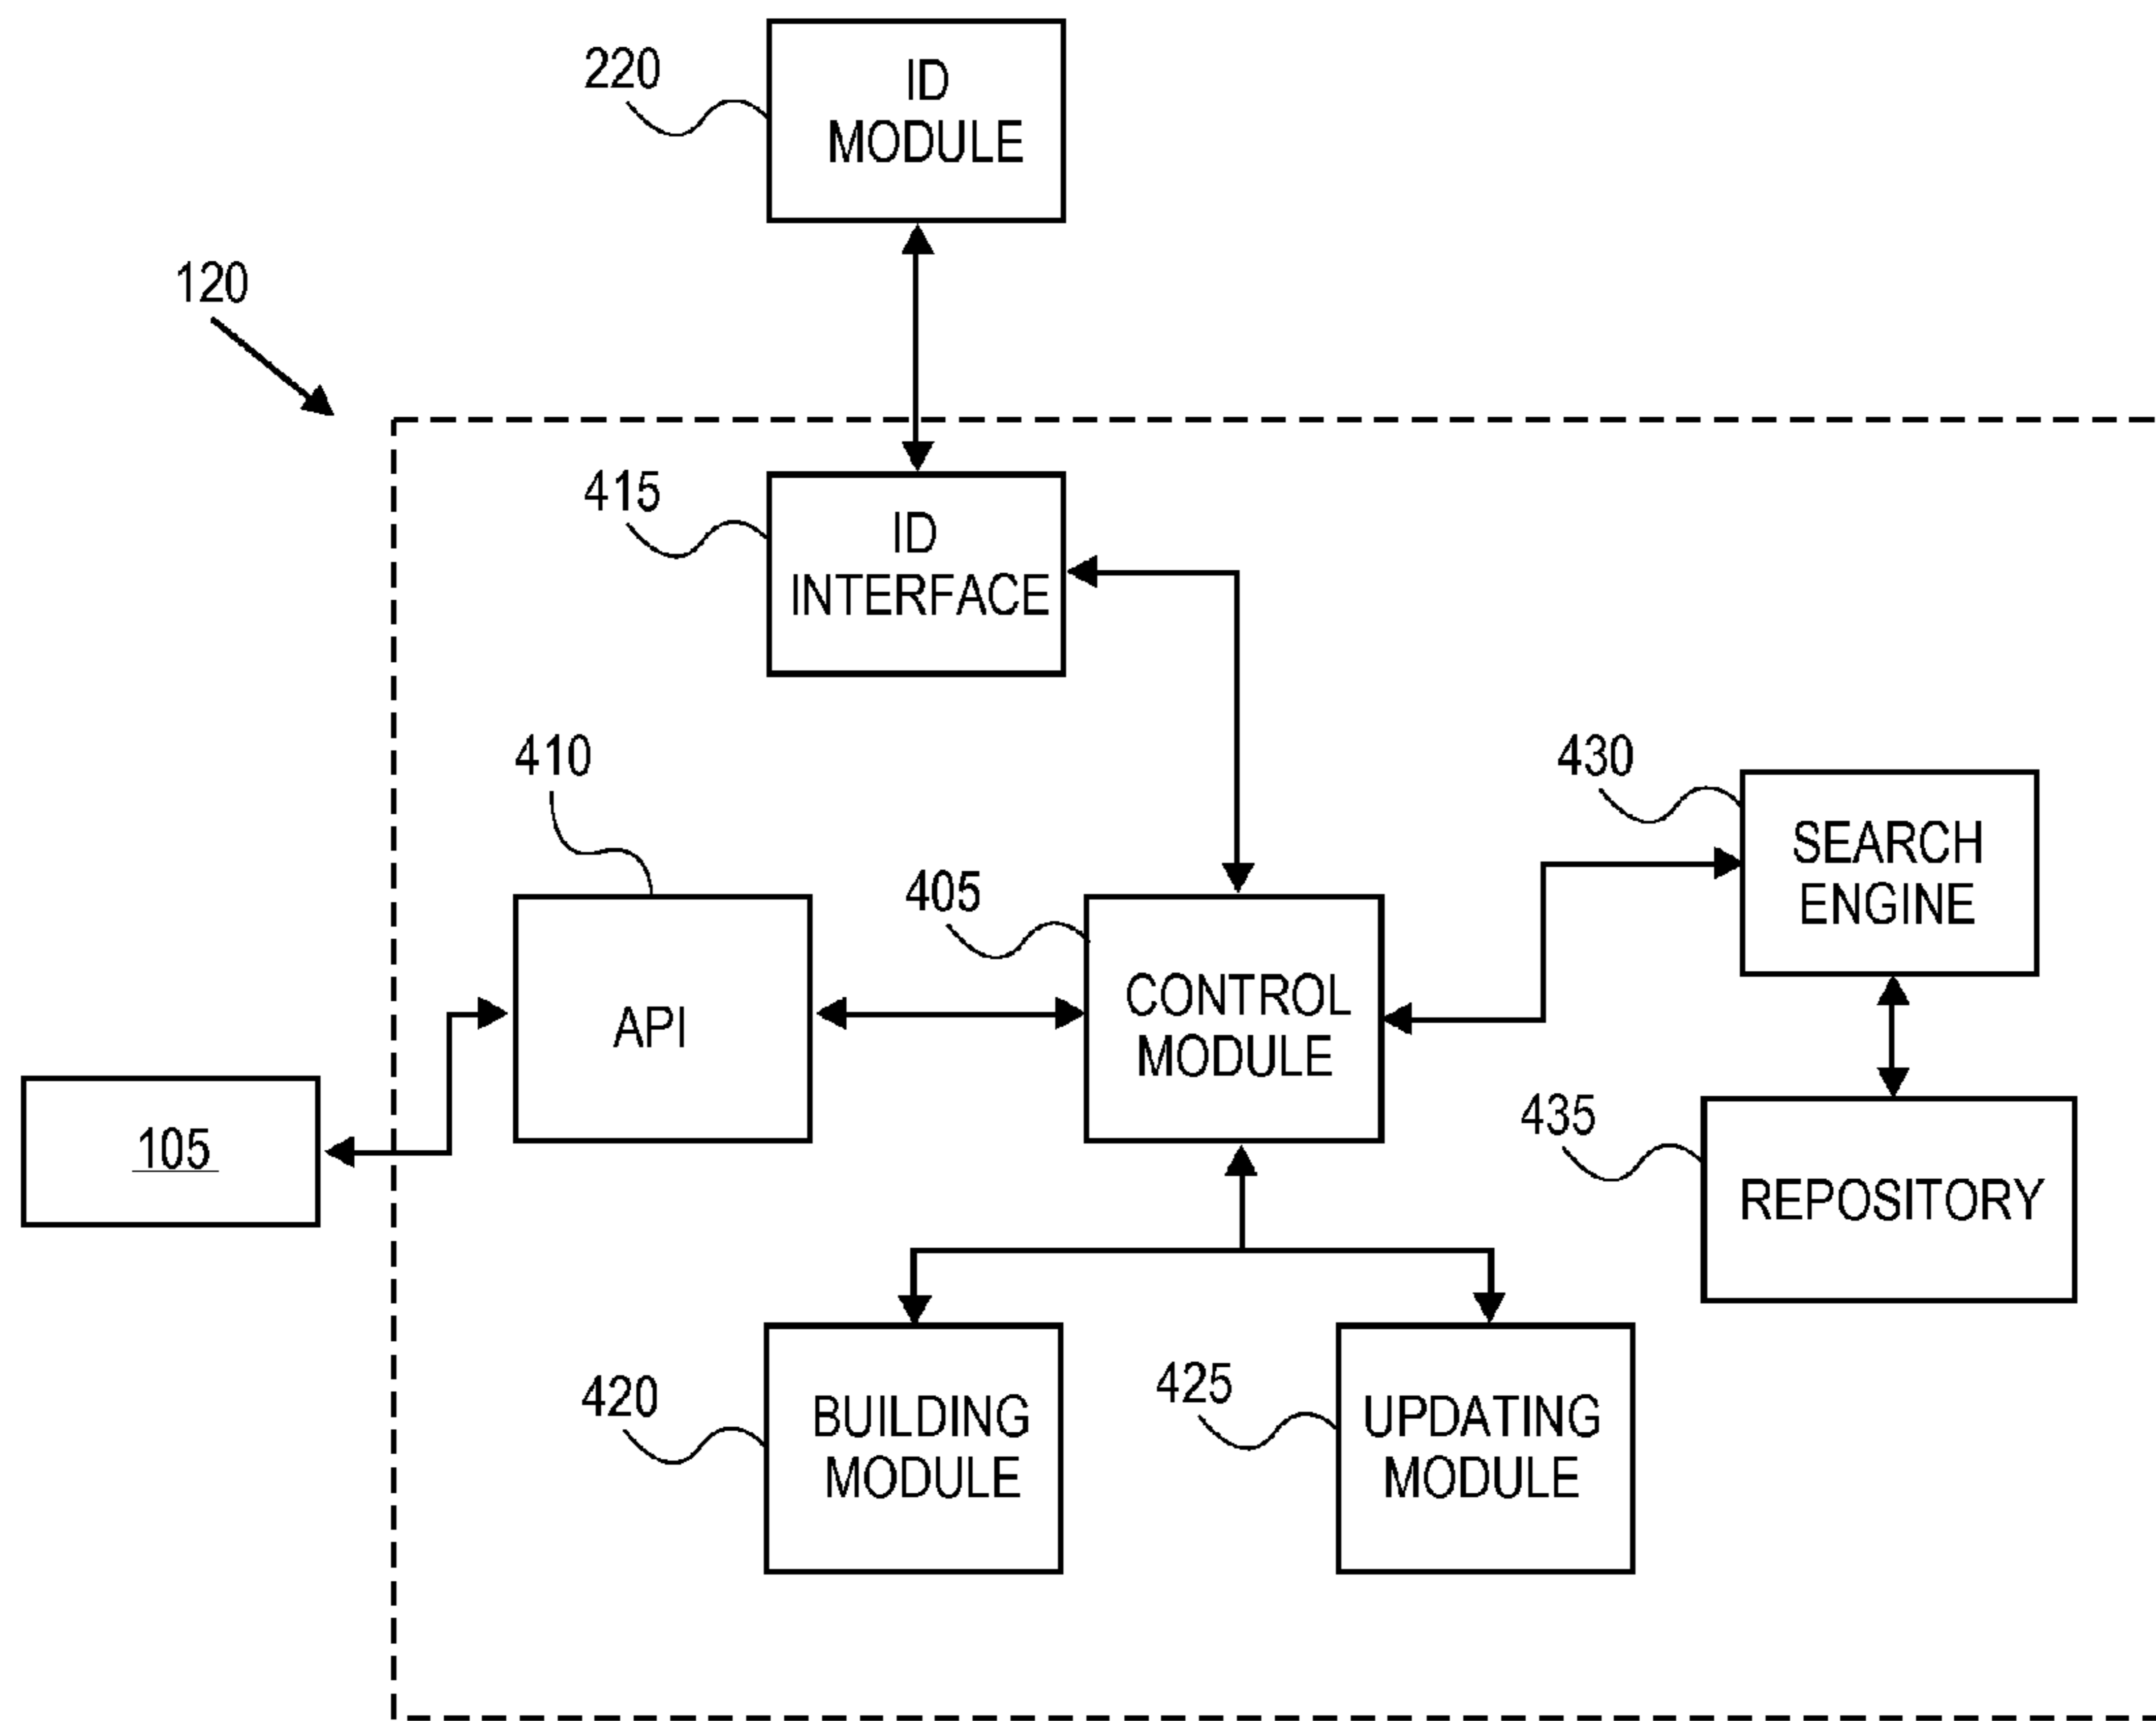 220
ID
MODULE
120
415
ID
INTERFACE
410
430
SEARCH
ENGINE
405
API
CONTROL
MODULE
105
435
REPOSITORY
420
BUILDING
MODULE
425
UPDATING
MODULE